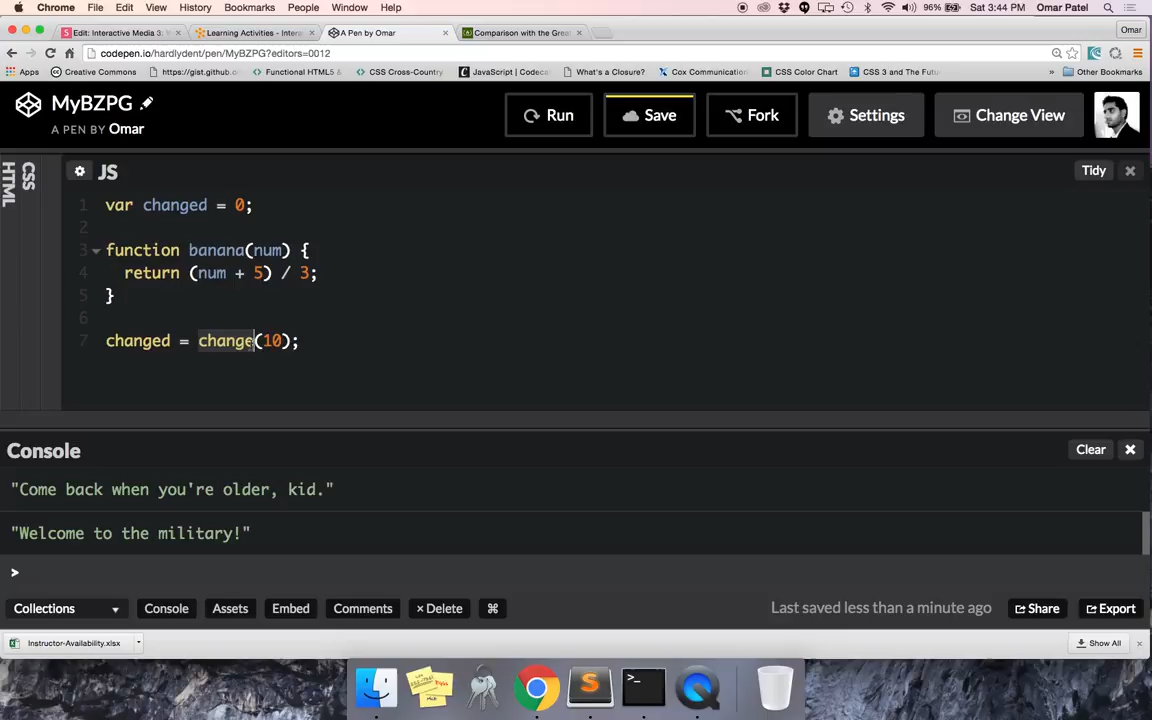 Chrome File Edit View History Bookmarks People Window Help 96% Sat 3:44 PM Omar Patel
Edit: Interactive Media 3: Learning Activities - Intera A Pen by Omar Comparison with the Grea Omar
codepen.io/hardlydent/pen/MyBZPG?editors=0012
Apps Creative Commons https://gist.github.co Functional HTML5 & CSS Cross-Country JavaScript | Codecad What's a Closure? Cox Communication CSS Color Chart CSS 3 and The Futur » Other Bookmarks
MyBZPG
A PEN BY Omar
Run Save Fork Settings Change View
HTML
CSS
JS
Tidy
1 var changed = 0;
2
3 function banana(num) {
4 return (num + 5) / 3;
5 }
6
7 changed = change(10);
Console
Clear
"Come back when you're older, kid."
"Welcome to the military!"
>
Collections Console Assets Embed Comments × Delete ⌘ Last saved less than a minute ago Share Export
Instructor-Availability.xlsx Show All